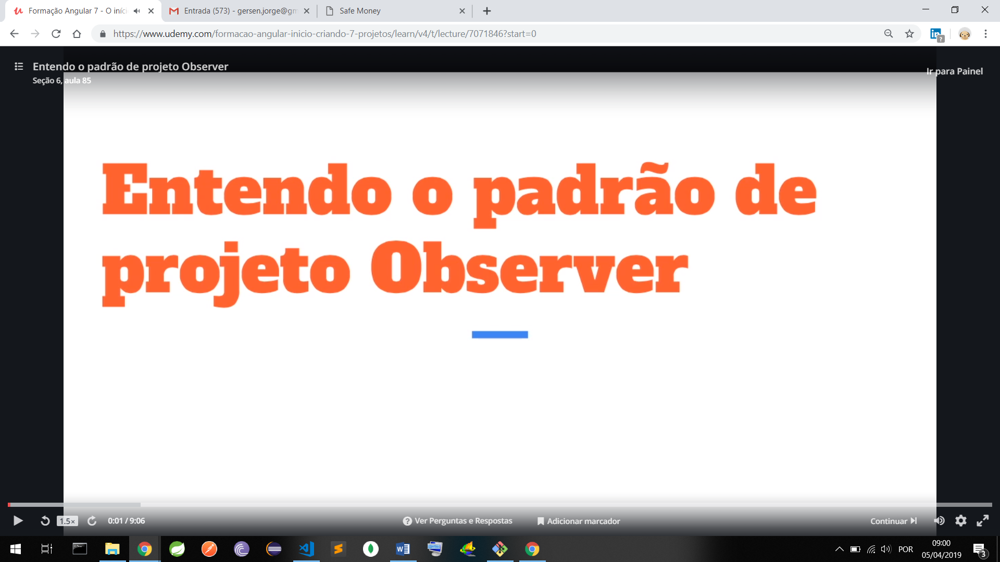 Formação Angular 7 - O iníci
Entrada (573) - gersen.jorge@gm
Safe Money
https://www.udemy.com/formacao-angular-inicio-criando-7-projetos/learn/v4/t/lecture/7071846?start=0
Entendo o padrão de projeto Observer
Seção 6, aula 85
Ir para Painel
Entendo o padrão de
projeto Observer
1.5×
0:01 / 9:06
Ver Perguntas e Respostas
Adicionar marcador
Continuar
POR
09:00
05/04/2019
3